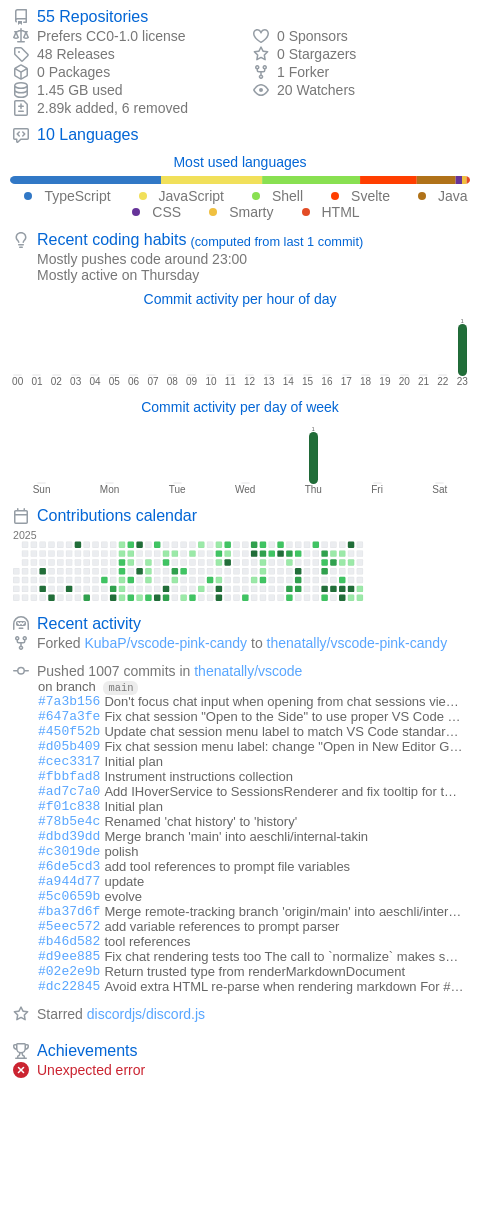 55 Repositories
Prefers CC0-1.0 license
0 Sponsors
48 Releases
0 Stargazers
0 Packages
1 Forker
1.45 GB used
20 Watchers
2.89k added, 6 removed
10 Languages
Most used languages
TypeScript JavaScript Shell Svelte Java
CSS Smarty HTML
Recent coding habits (computed from last 1 commit)
Mostly pushes code around 23:00
Mostly active on Thursday
Commit activity per hour of day
1
00 01 02 03 04 05 06 07 08 09 10 11 12 13 14 15 16 17 18 19 20 21 22 23
Commit activity per day of week
1
Sun Mon Tue Wed Thu Fri Sat
Contributions calendar
2025
Recent activity
Forked KubaP/vscode-pink-candy to thenatally/vscode-pink-candy
Pushed 1007 commits in thenatally/vscode
on branch main
#7a3b156 Don't focus chat input when opening from chat sessions vie…
#647a3fe Fix chat session "Open to the Side" to use proper VS Code …
#450f52b Update chat session menu label to match VS Code standar…
#d05b409 Fix chat session menu label: change "Open in New Editor G…
#cec3317 Initial plan
#fbbfad8 Instrument instructions collection
#ad7c7a0 Add IHoverService to SessionsRenderer and fix tooltip for t…
#f01c838 Initial plan
#78b5e4c Renamed 'chat history' to 'history'
#dbd39dd Merge branch 'main' into aeschli/internal-takin
#c3019de polish
#6de5cd3 add tool references to prompt file variables
#a944d77 update
#5c0659b evolve
#ba37d6f Merge remote-tracking branch 'origin/main' into aeschli/inter…
#5eec572 add variable references to prompt parser
#b46d582 tool references
#d9ee885 Fix chat rendering tests too The call to `normalize` makes s…
#02e2e9b Return trusted type from renderMarkdownDocument
#dc22845 Avoid extra HTML re-parse when rendering markdown For #…
Starred discordjs/discord.js
Achievements
Unexpected error